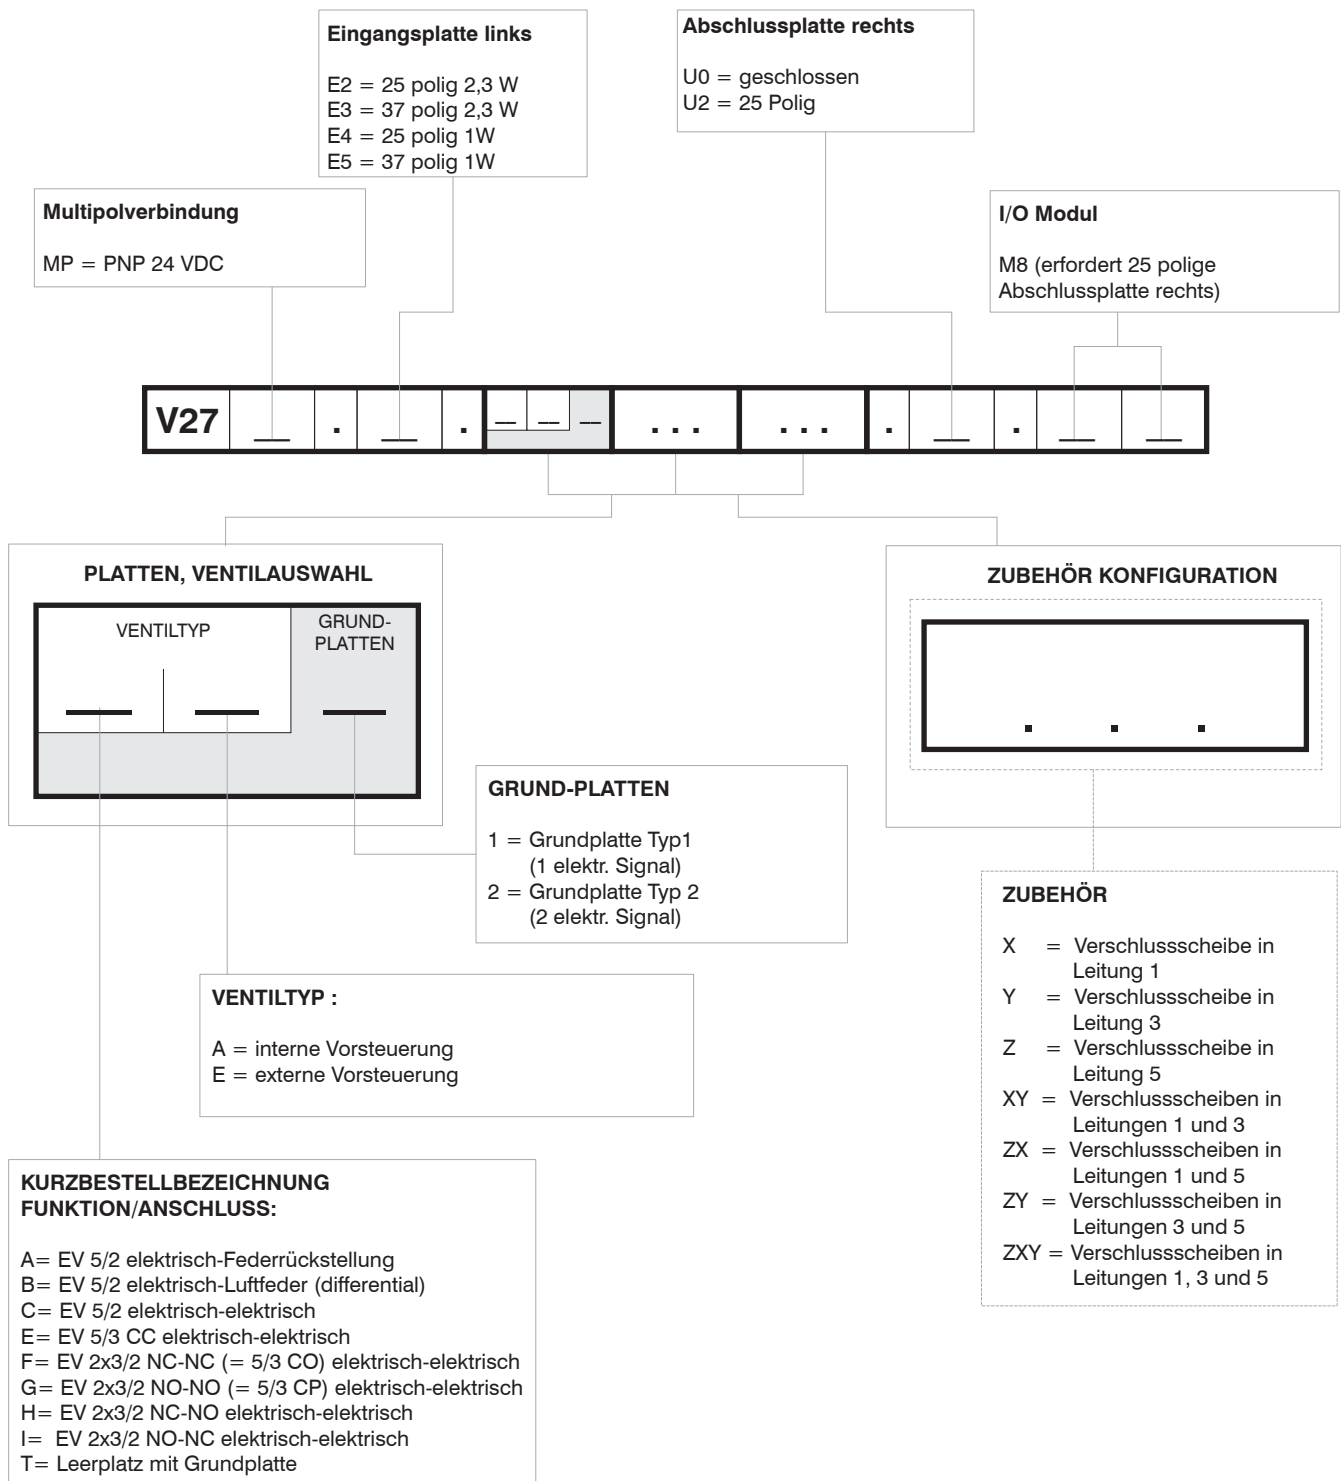 Eingangsplatte links
E2 = 25 polig 2,3 W
E3 = 37 polig 2,3 W
E4 = 25 polig 1W
E5 = 37 polig 1W
Abschlussplatte rechts
U0 = geschlossen
U2 = 25 Polig
Multipolverbindung
MP = PNP 24 VDC
I/O Modul
M8 (erfordert 25 polige
Abschlussplatte rechts)
V27 __ . __ . __ __ __ . . . . . . . __ . __ __
PLATTEN, VENTILAUSWAHL
VENTILTYP
GRUND-
PLATTEN
ZUBEHÖR KONFIGURATION
. . .
GRUND-PLATTEN
1 = Grundplatte Typ1
(1 elektr. Signal)
2 = Grundplatte Typ 2
(2 elektr. Signal)
VENTILTYP :
A = interne Vorsteuerung
E = externe Vorsteuerung
ZUBEHÖR
X = Verschlussscheibe in
Leitung 1
Y = Verschlussscheibe in
Leitung 3
Z = Verschlussscheibe in
Leitung 5
XY = Verschlussscheiben in
Leitungen 1 und 3
ZX = Verschlussscheiben in
Leitungen 1 und 5
ZY = Verschlussscheiben in
Leitungen 3 und 5
ZXY = Verschlussscheiben in
Leitungen 1, 3 und 5
KURZBESTELLBEZEICHNUNG
FUNKTION/ANSCHLUSS:
A= EV 5/2 elektrisch-Federrückstellung
B= EV 5/2 elektrisch-Luftfeder (differential)
C= EV 5/2 elektrisch-elektrisch
E= EV 5/3 CC elektrisch-elektrisch
F= EV 2x3/2 NC-NC (= 5/3 CO) elektrisch-elektrisch
G= EV 2x3/2 NO-NO (= 5/3 CP) elektrisch-elektrisch
H= EV 2x3/2 NC-NO elektrisch-elektrisch
I= EV 2x3/2 NO-NC elektrisch-elektrisch
T= Leerplatz mit Grundplatte